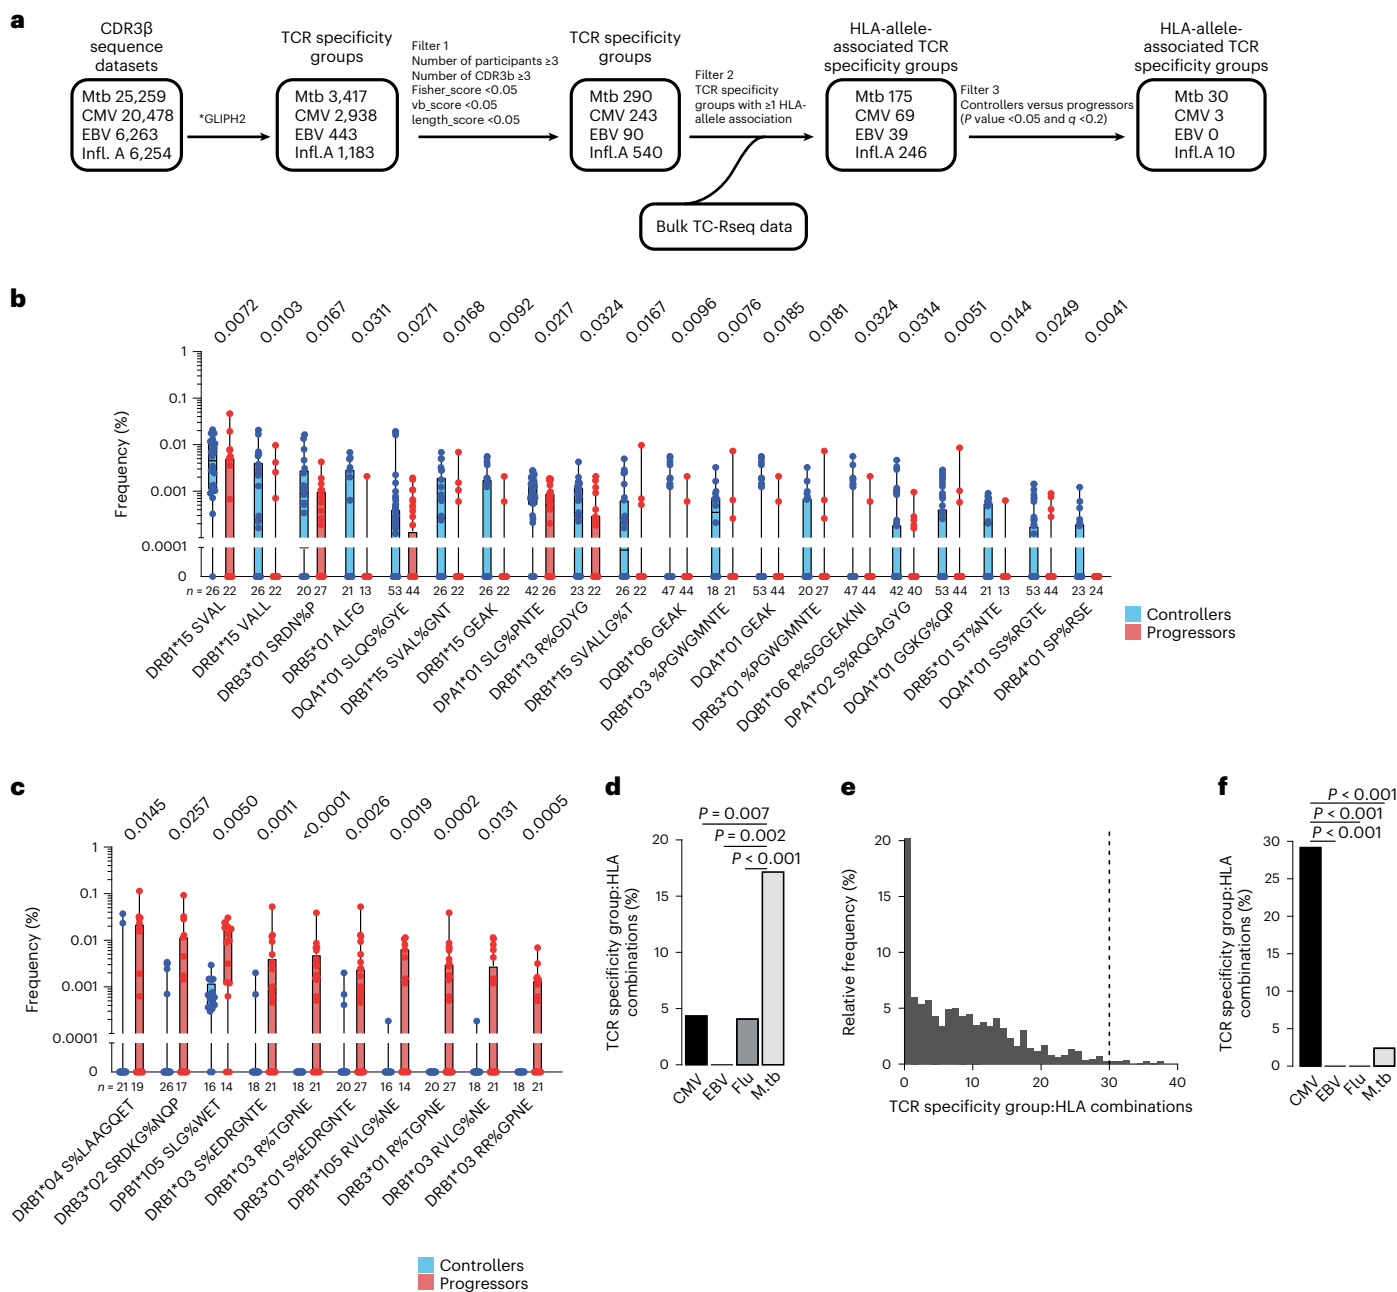 a
CDR3β
sequence
datasets
Mtb 25,259
CMV 20,478
EBV 6,263
Infl. A 6,254
*GLIPH2
TCR specificity
groups
Mtb 3,417
CMV 2,938
EBV 443
Infl.A 1,183
Filter 1
Number of participants ≥3
Number of CDR3b ≥3
Fisher_score <0.05
vb_score <0.05
length_score <0.05
TCR specificity
groups
Mtb 290
CMV 243
EBV 90
Infl.A 540
Filter 2
TCR specificity
groups with ≥1 HLA-
allele association
Bulk TC-Rseq data
HLA-allele-
associated TCR
specificity groups
Mtb 175
CMV 69
EBV 39
Infl.A 246
Filter 3
Controllers versus progressors
(P value <0.05 and q <0.2)
HLA-allele-
associated TCR
specificity groups
Mtb 30
CMV 3
EBV 0
Infl.A 10
b
0.0072 0.0103 0.0167 0.0311 0.0271 0.0168 0.0092 0.0217 0.0324 0.0167 0.0096 0.0076 0.0185 0.0181 0.0324 0.0314 0.0051 0.0144 0.0249 0.0041
Frequency (%)
1
0.1
0.01
0.001
0.0001
0
n = 26 22 26 22 20 27 21 13 53 44 26 22 26 22 42 26 23 22 26 22 47 44 18 21 53 44 20 27 47 44 42 40 53 44 21 13 53 44 23 24
DRB1*15 SVAL
DRB1*15 VALL
DRB3*01 SRDN%P
DRB5*01 ALFG
DQA1*01 SLQG%GYE
DRB1*15 SVAL%GNT
DRB1*15 GEAK
DPA1*01 SLG%PNTE
DRB1*13 R%GDYG
DRB1*15 SVALLG%T
DQB1*06 GEAK
DRB1*03 %PGWGMNTE
DQA1*01 GEAK
DRB3*01 %PGWGMNTE
DQB1*06 R%SGGEAKNI
DPA1*02 S%RQGAGYG
DQA1*01 GGKG%QP
DRB5*01 ST%NTE
DQA1*01 SS%RGTE
DRB4*01 SP%RSE
Controllers
Progressors
c
0.0145 0.0257 0.0050 0.0011 <0.0001 0.0026 0.0019 0.0002 0.0131 0.0005
Frequency (%)
1
0.1
0.01
0.001
0.0001
0
n = 21 19 26 17 16 14 18 21 18 21 20 27 16 14 20 27 18 21 18 21
DRB1*04 S%LAAGQET
DRB3*02 SRDKG%NQP
DPB1*105 SLG%WET
DRB1*03 S%EDRGNTE
DRB1*03 R%TGPNE
DRB3*01 S%EDRGNTE
DPB1*105 RVLG%NE
DRB3*01 R%TGPNE
DRB1*03 RVLG%NE
DRB1*03 RR%GPNE
Controllers
Progressors
d
P = 0.007
P = 0.002
P < 0.001
TCR specificity group:HLA
combinations (%)
20
15
10
5
0
CMV
EBV
Flu
M.tb
e
Relative frequency (%)
20
15
10
5
0
0 10 20 30 40
TCR specificity group:HLA combinations
f
P < 0.001
P < 0.001
P < 0.001
TCR specificity group:HLA
combinations (%)
30
25
20
15
10
5
0
CMV
EBV
Flu
M.tb